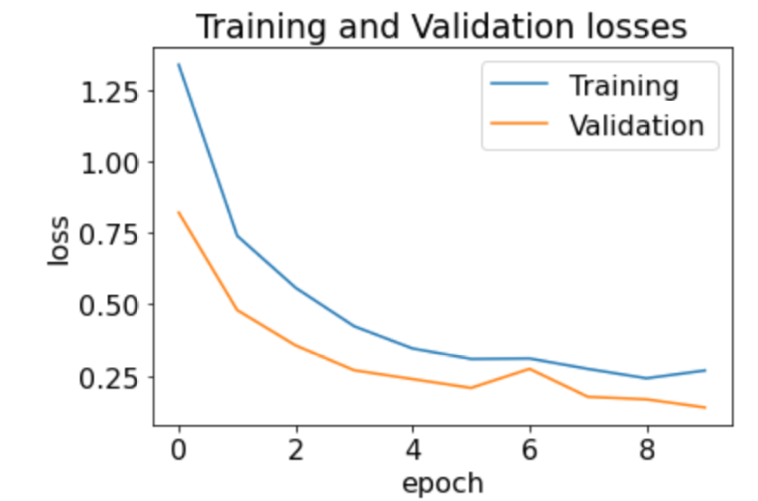 Training and Validation losses
Training
Validation
1.25
1.00
0.75
0.50
0.25
loss
0 2 4 6 8
epoch